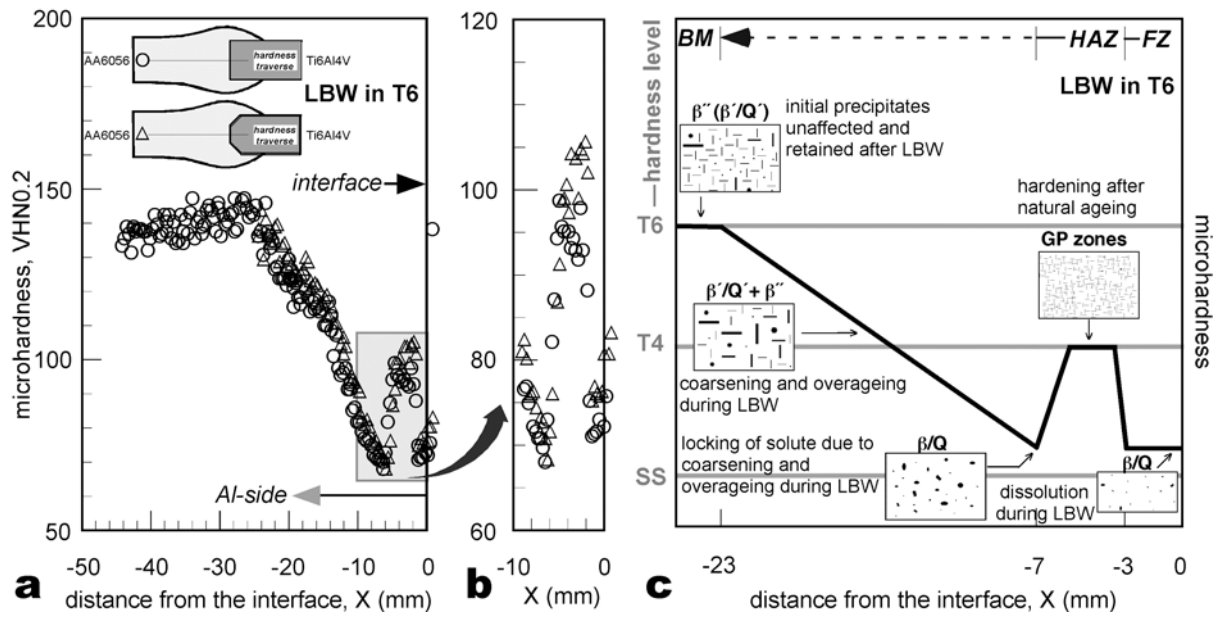 200
150
100
50
microhardness, VHN0.2
AA6056
hardness
traverse
Ti6Al4V
LBW in T6
AA6056
hardness
traverse
Ti6Al4V
interface
Al-side
-50 -40 -30 -20 -10 0
a
distance from the interface, X (mm)
120
100
80
60
-10 0
b
X (mm)
BM
HAZ
FZ
LBW in T6
hardness level
β´´ (β´/Q´)
initial precipitates
unaffected and
retained after LBW
hardening after
natural ageing
T6
GP zones
β´/Q´+ β´´
T4
coarsening and overageing
during LBW
locking of solute due to
coarsening and
overageing during LBW
β/Q
β/Q
SS
dissolution
during LBW
microhardness
-23 -7 -3 0
c
distance from the interface, X (mm)